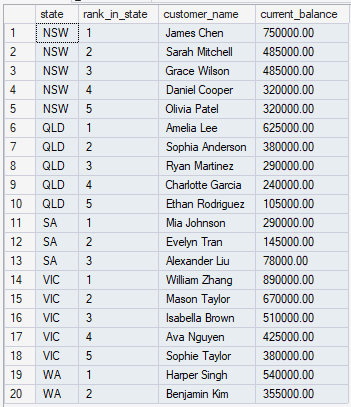 state rank_in_state customer_name current_balance
1 NSW 1 James Chen 750000.00
2 NSW 2 Sarah Mitchell 485000.00
3 NSW 3 Grace Wilson 485000.00
4 NSW 4 Daniel Cooper 320000.00
5 NSW 5 Olivia Patel 320000.00
6 QLD 1 Amelia Lee 625000.00
7 QLD 2 Sophia Anderson 380000.00
8 QLD 3 Ryan Martinez 290000.00
9 QLD 4 Charlotte Garcia 240000.00
10 QLD 5 Ethan Rodriguez 105000.00
11 SA 1 Mia Johnson 290000.00
12 SA 2 Evelyn Tran 145000.00
13 SA 3 Alexander Liu 78000.00
14 VIC 1 William Zhang 890000.00
15 VIC 2 Mason Taylor 670000.00
16 VIC 3 Isabella Brown 510000.00
17 VIC 4 Ava Nguyen 425000.00
18 VIC 5 Sophie Taylor 380000.00
19 WA 1 Harper Singh 540000.00
20 WA 2 Benjamin Kim 355000.00